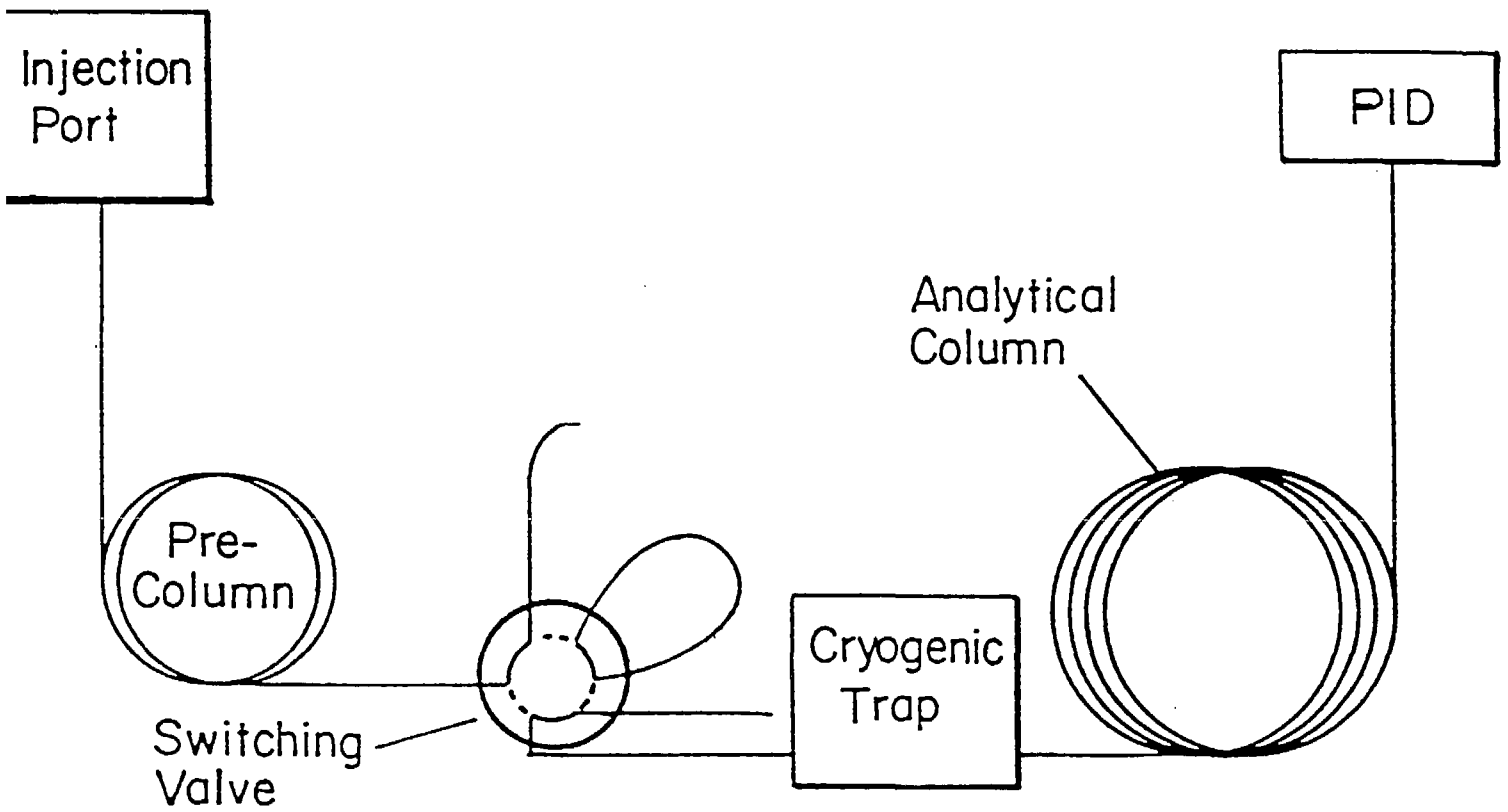 Injection
Port
PID
Analytical
Column
Pre-
Column
Cryogenic
Trap
Switching
Valve